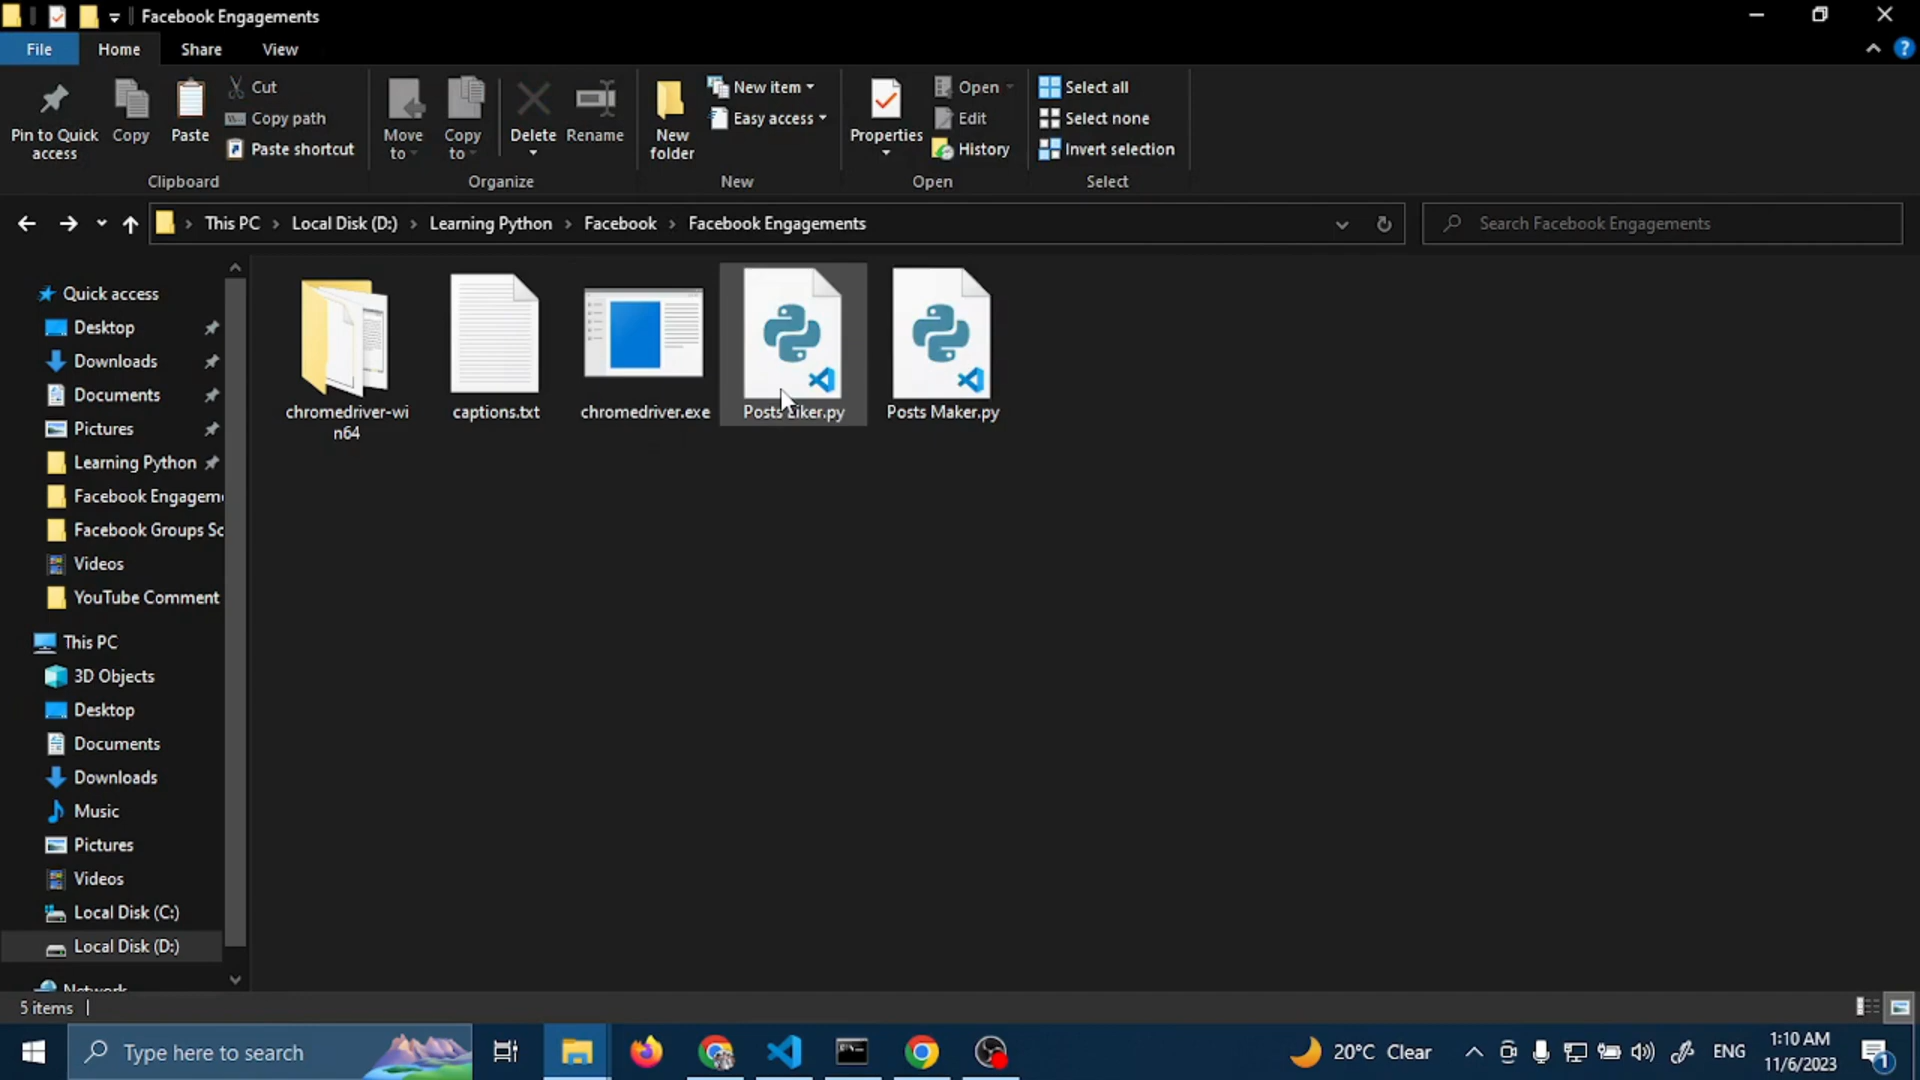 Facebook Engagements
File Home Share View
Pin to Quick access
Copy
Paste
Cut
Copy path
Paste shortcut
Clipboard
Move to
Copy to
Delete
Rename
Organize
New folder
New item
Easy access
New
Properties
Open
Edit
History
Open
Select all
Select none
Invert selection
Select
This PC Local Disk (D:) Learning Python Facebook Facebook Engagements
Search Facebook Engagements
Quick access
Desktop
Downloads
Documents
Pictures
Learning Python
Facebook Engagem
Facebook Groups Sc
Videos
YouTube Comment
This PC
3D Objects
Desktop
Documents
Downloads
Music
Pictures
Videos
Local Disk (C:)
Local Disk (D:)
Network
chromedriver-wi
n64
captions.txt
chromedriver.exe
Posts Liker.py
Posts Maker.py
5 items
Type here to search
20°C Clear
ENG
1:10 AM
11/6/2023
1